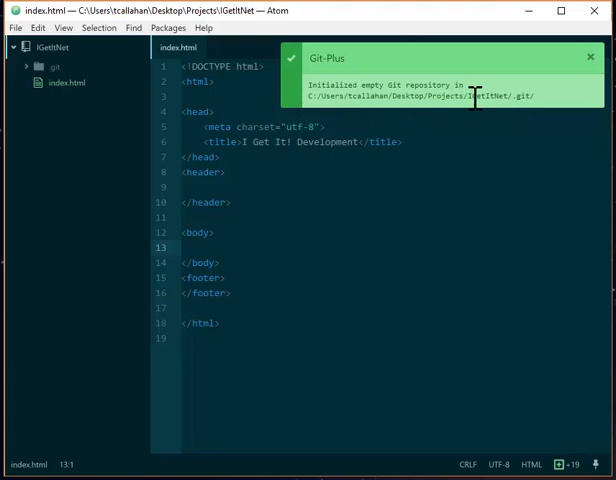 index.html — C:\Users\tcallahan\Desktop\Projects\IGetItNet — Atom
File Edit View Selection Find Packages Help
IGetItNet
.git
index.html
index.html
Git-Plus
Initialized empty Git repository in
C:/Users/tcallahan/Desktop/Projects/IGetItNet/.git/
1 <!DOCTYPE html>
2 <html>
3
4 <head>
5 <meta charset="utf-8">
6 <title>I Get It! Development</title>
7 </head>
8 <header>
9
10 </header>
11
12 <body>
13
14 </body>
15 <footer>
16 </footer>
17
18 </html>
19
index.html 13:1 CRLF UTF-8 HTML +19